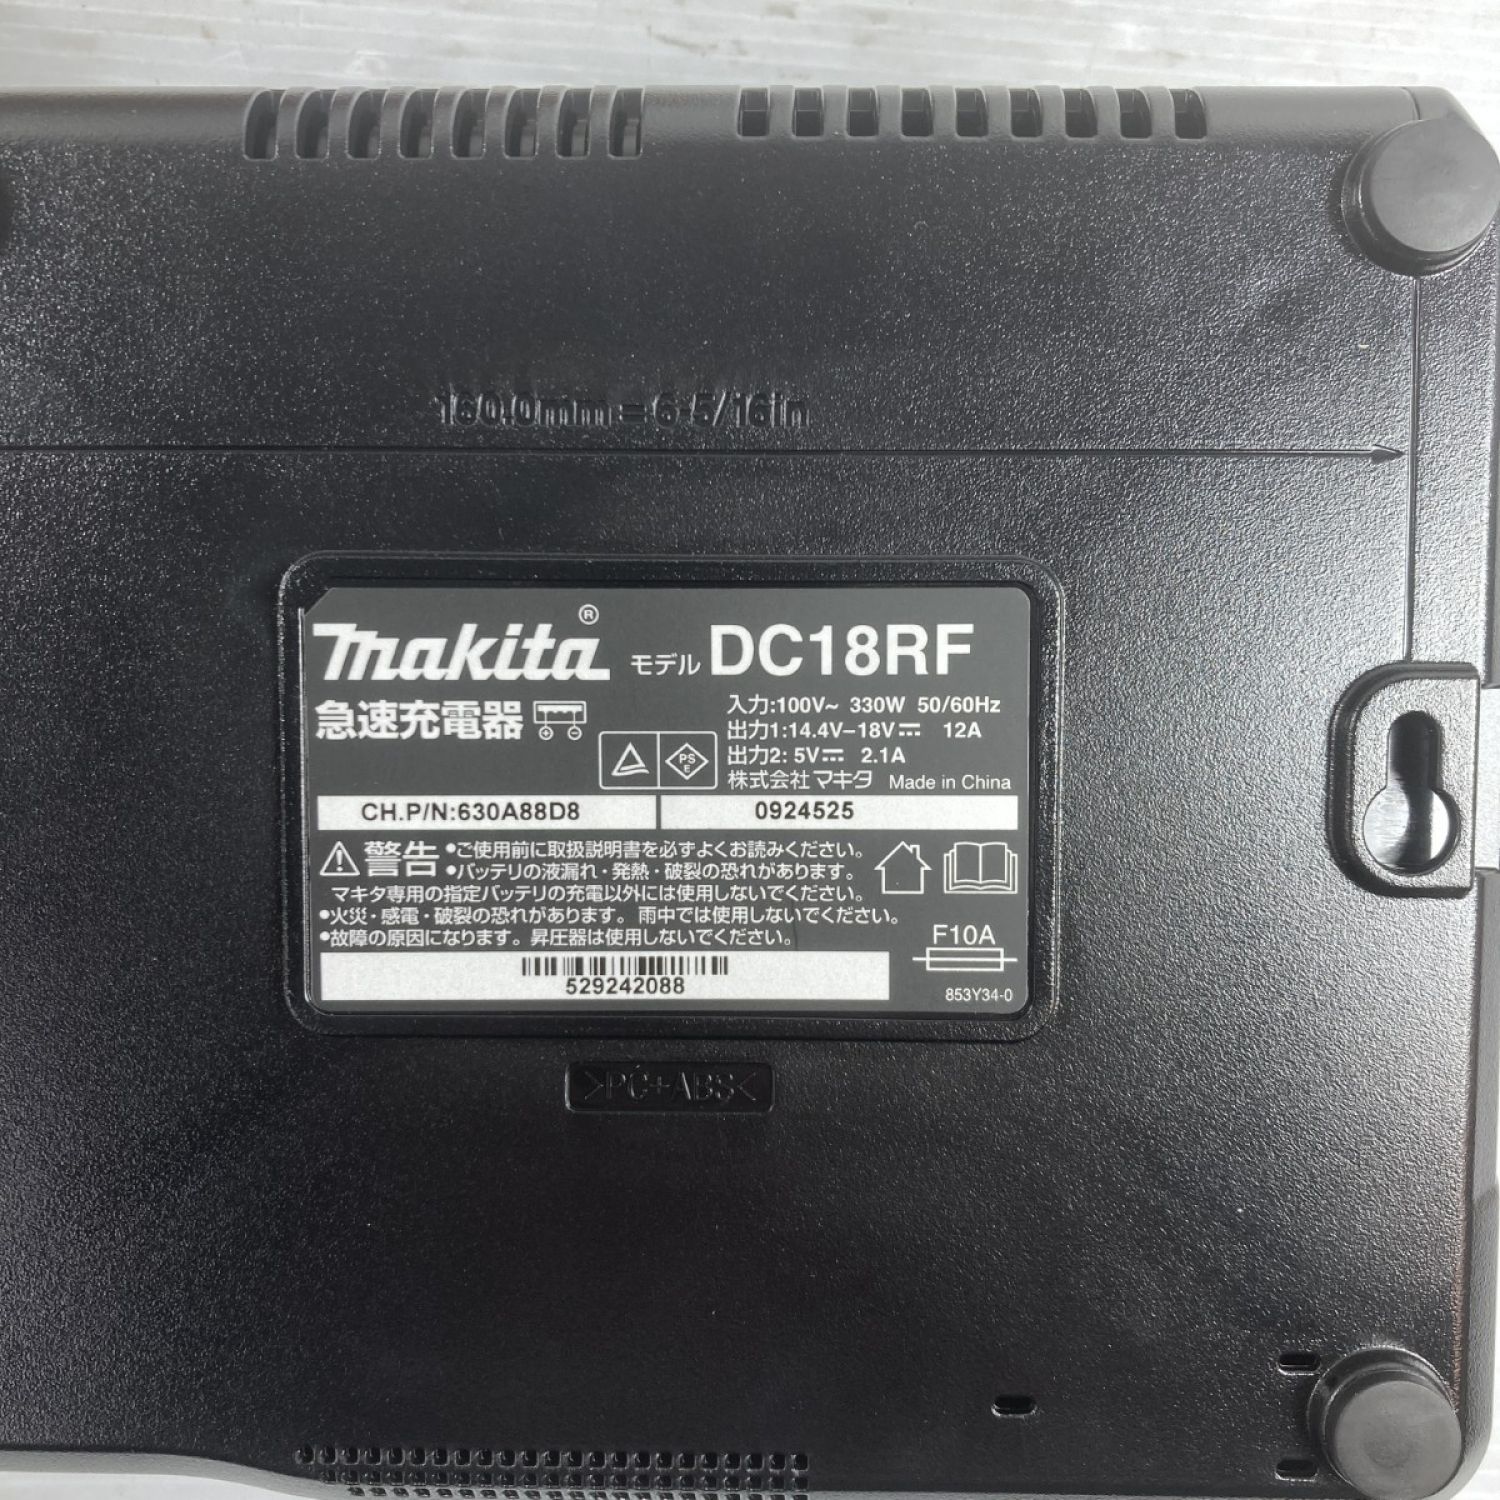 160.0mm = 6-5/16in
makita® モデル DC18RF
急速充電器
入力:100V~ 330W 50/60Hz
出力1:14.4V−18V⎓ 12A
出力2: 5V⎓ 2.1A
PS
E
株式会社マキタ Made in China
CH.P/N:630A88D8 0924525
⚠警告 •ご使用前に取扱説明書を必ずよくお読みください。
•バッテリの液漏れ・発熱・破裂の恐れがあります。
マキタ専用の指定バッテリの充電以外には使用しないでください。
•火災・感電・破裂の恐れがあります。雨中では使用しないでください。
•故障の原因になります。昇圧器は使用しないでください。
F10A
529242088
853Y34-0
>PC+ABS<